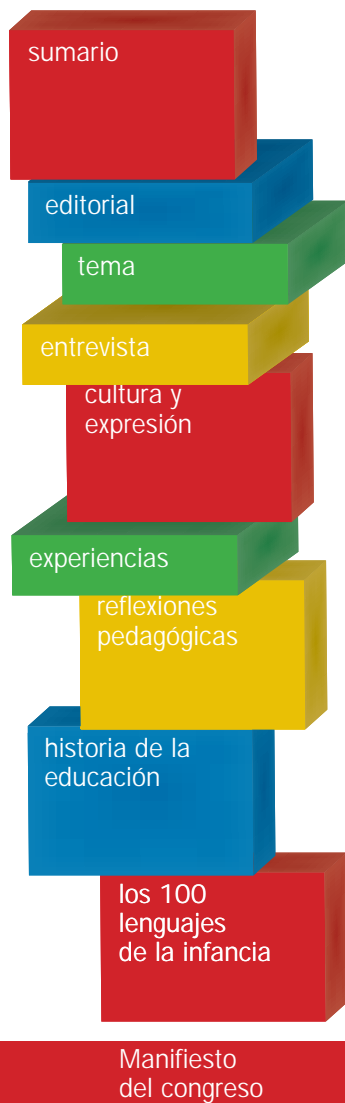 sumario
editorial
tema
entrevista
cultura y
expresión
experiencias
reflexiones
pedagógicas
historia de la
educación
los 100
lenguajes
de la infancia
Manifiesto
del congreso